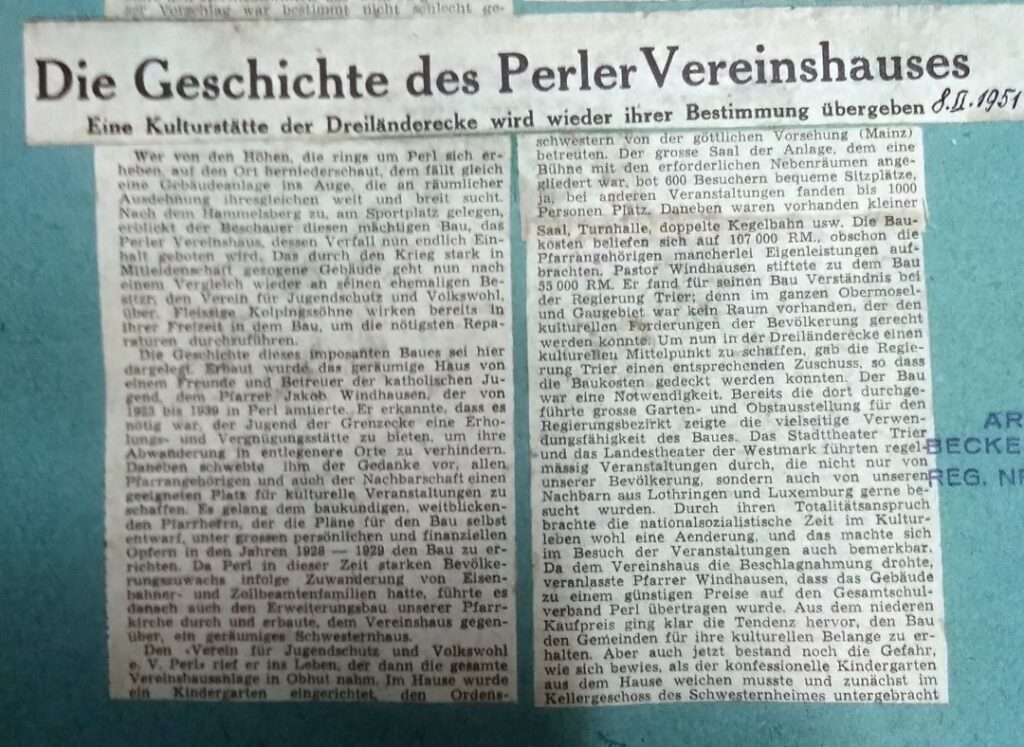 ser Vorschlag war bestimmt nicht schlecht ge-
Die Geschichte des Perler Vereinshauses
Eine Kulturstätte der Dreiländerecke wird wieder ihrer Bestimmung übergeben
8.II.1951
Wer von den Höhen, die rings um Perl sich er-
heben, auf den Ort herniederschaut, dem fällt gleich
eine Gebäudeanlage ins Auge, die an räumlicher
Ausdehnung ihresgleichen weit und breit sucht.
Nach dem Hammelsberg zu, am Sportplatz gelegen,
erblickt der Beschauer diesen mächtigen Bau, das
Perler Vereinshaus, dessen Verfall nun endlich Ein-
halt geboten wird. Das durch den Krieg stark in
Mitleidenschaft gezogene Gebäude geht nun nach
einem Vergleich wieder an seinen ehemaligen Be-
sitzer, den Verein für Jugendschutz und Volkswohl,
über. Fleissige Kolpingssöhne wirken bereits in
ihrer Freizeit in dem Bau, um die nötigsten Repa-
raturen durchzuführen.
Die Geschichte dieses imposanten Baues sei hier
dargelegt. Erbaut wurde das geräumige Haus von
einem Freunde und Betreuer der katholischen Ju-
gend, dem Pfarrer Jakob Windhausen, der von
1923 bis 1939 in Perl amtierte. Er erkannte, dass es
nötig war, der Jugend der Grenzecke eine Erho-
lungs- und Vergnügungsstätte zu bieten, um ihre
Abwanderung in entlegenere Orte zu verhindern.
Daneben schwebte ihm der Gedanke vor, allen
Pfarrangehörigen und auch der Nachbarschaft einen
geeigneten Platz für kulturelle Veranstaltungen zu
schaffen. Es gelang dem baukundigen, weitblicken-
den Pfarrherrn, der die Pläne für den Bau selbst
entwarf, unter grossen persönlichen und finanziellen
Opfern in den Jahren 1928 — 1929 den Bau zu er-
richten. Da Perl in dieser Zeit starken Bevölke-
rungszuwachs infolge Zuwanderung von Eisen-
bahner- und Zollbeamtenfamilien hatte, führte es
danach auch den Erweiterungsbau unserer Pfarr-
kirche durch und erbaute, dem Vereinshaus gegen-
über, ein geräumiges Schwesternhaus.
Den «Verein für Jugendschutz und Volkswohl
e. V. Perl» rief er ins Leben, der dann die gesamte
Vereinshausanlage in Obhut nahm. Im Hause wurde
ein Kindergarten eingerichtet, den Ordens-
schwestern von der göttlichen Vorsehung (Mainz)
betreuten. Der grosse Saal der Anlage, dem eine
Bühne mit den erforderlichen Nebenräumen ange-
gliedert war, bot 600 Besuchern bequeme Sitzplätze,
ja, bei anderen Veranstaltungen fanden bis 1000
Personen Platz. Daneben waren vorhanden kleiner
Saal, Turnhalle, doppelte Kegelbahn usw. Die Bau-
kosten beliefen sich auf 107 000 RM., obschon die
Pfarrangehörigen mancherlei Eigenleistungen auf-
brachten. Pastor Windhausen stiftete zu dem Bau
55 000 RM. Er fand für seinen Bau Verständnis bei
der Regierung Trier; denn im ganzen Obermosel-
und Gaugebiet war kein Raum vorhanden, der den
kulturellen Forderungen der Bevölkerung gerecht
werden konnte. Um nun in der Dreiländerecke einen
kulturellen Mittelpunkt zu schaffen, gab die Regie-
rung Trier einen entsprechenden Zuschuss, so dass
die Baukosten gedeckt werden konnten. Der Bau
war eine Notwendigkeit. Bereits die dort durchge-
führte grosse Garten- und Obstausstellung für den
Regierungsbezirkt zeigte die vielseitige Verwen-
dungsfähigkeit des Baues. Das Stadttheater Trier
und das Landestheater der Westmark führten regel-
mässig Veranstaltungen durch, die nicht nur von
unserer Bevölkerung, sondern auch von unseren
Nachbarn aus Lothringen und Luxemburg gerne be-
sucht wurden. Durch ihren Totalitätsanspruch
brachte die nationalsozialistische Zeit im Kultur-
leben wohl eine Aenderung, und das machte sich
im Besuch der Veranstaltungen auch bemerkbar.
Da dem Vereinshaus die Beschlagnahmung drohte,
veranlasste Pfarrer Windhausen, dass das Gebäude
zu einem günstigen Preise auf den Gesamtschul-
verband Perl übertragen wurde. Aus dem niederen
Kaufpreis ging klar die Tendenz hervor, den Bau
den Gemeinden für ihre kulturellen Belange zu er-
halten. Aber auch jetzt bestand noch die Gefahr,
wie sich bewies, als der konfessionelle Kindergarten
aus dem Hause weichen musste und zunächst im
Kellergeschoss des Schwesternheimes untergebracht
AR
BECKE
REG. NR